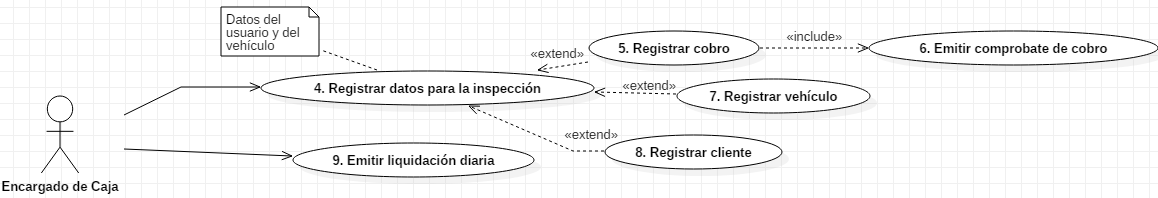 Datos del
usuario y del
vehículo
«extend»
5. Registrar cobro
«include»
6. Emitir comprobate de cobro
4. Registrar datos para la inspección
«extend»
7. Registrar vehículo
«extend»
8. Registrar cliente
9. Emitir liquidación diaria
Encargado de Caja